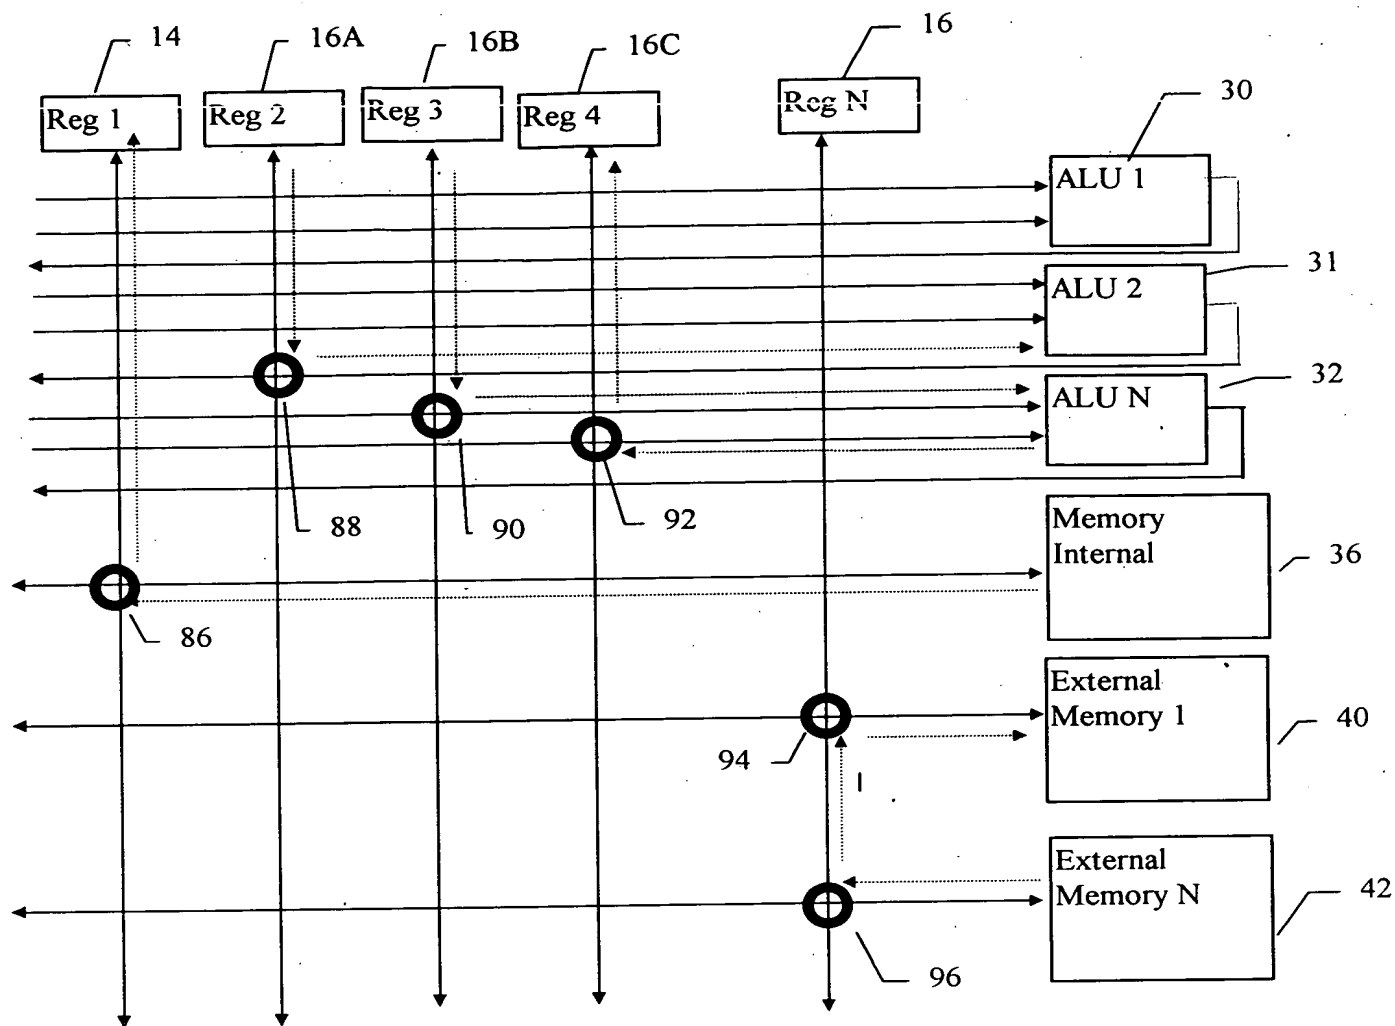 14
16A
16B
16C
16
30
Reg 1
Reg 2
Reg 3
Reg 4
Reg N
ALU 1
31
ALU 2
32
ALU N
88
90
92
Memory
Internal
36
86
External
Memory 1
40
94
External
Memory N
42
96